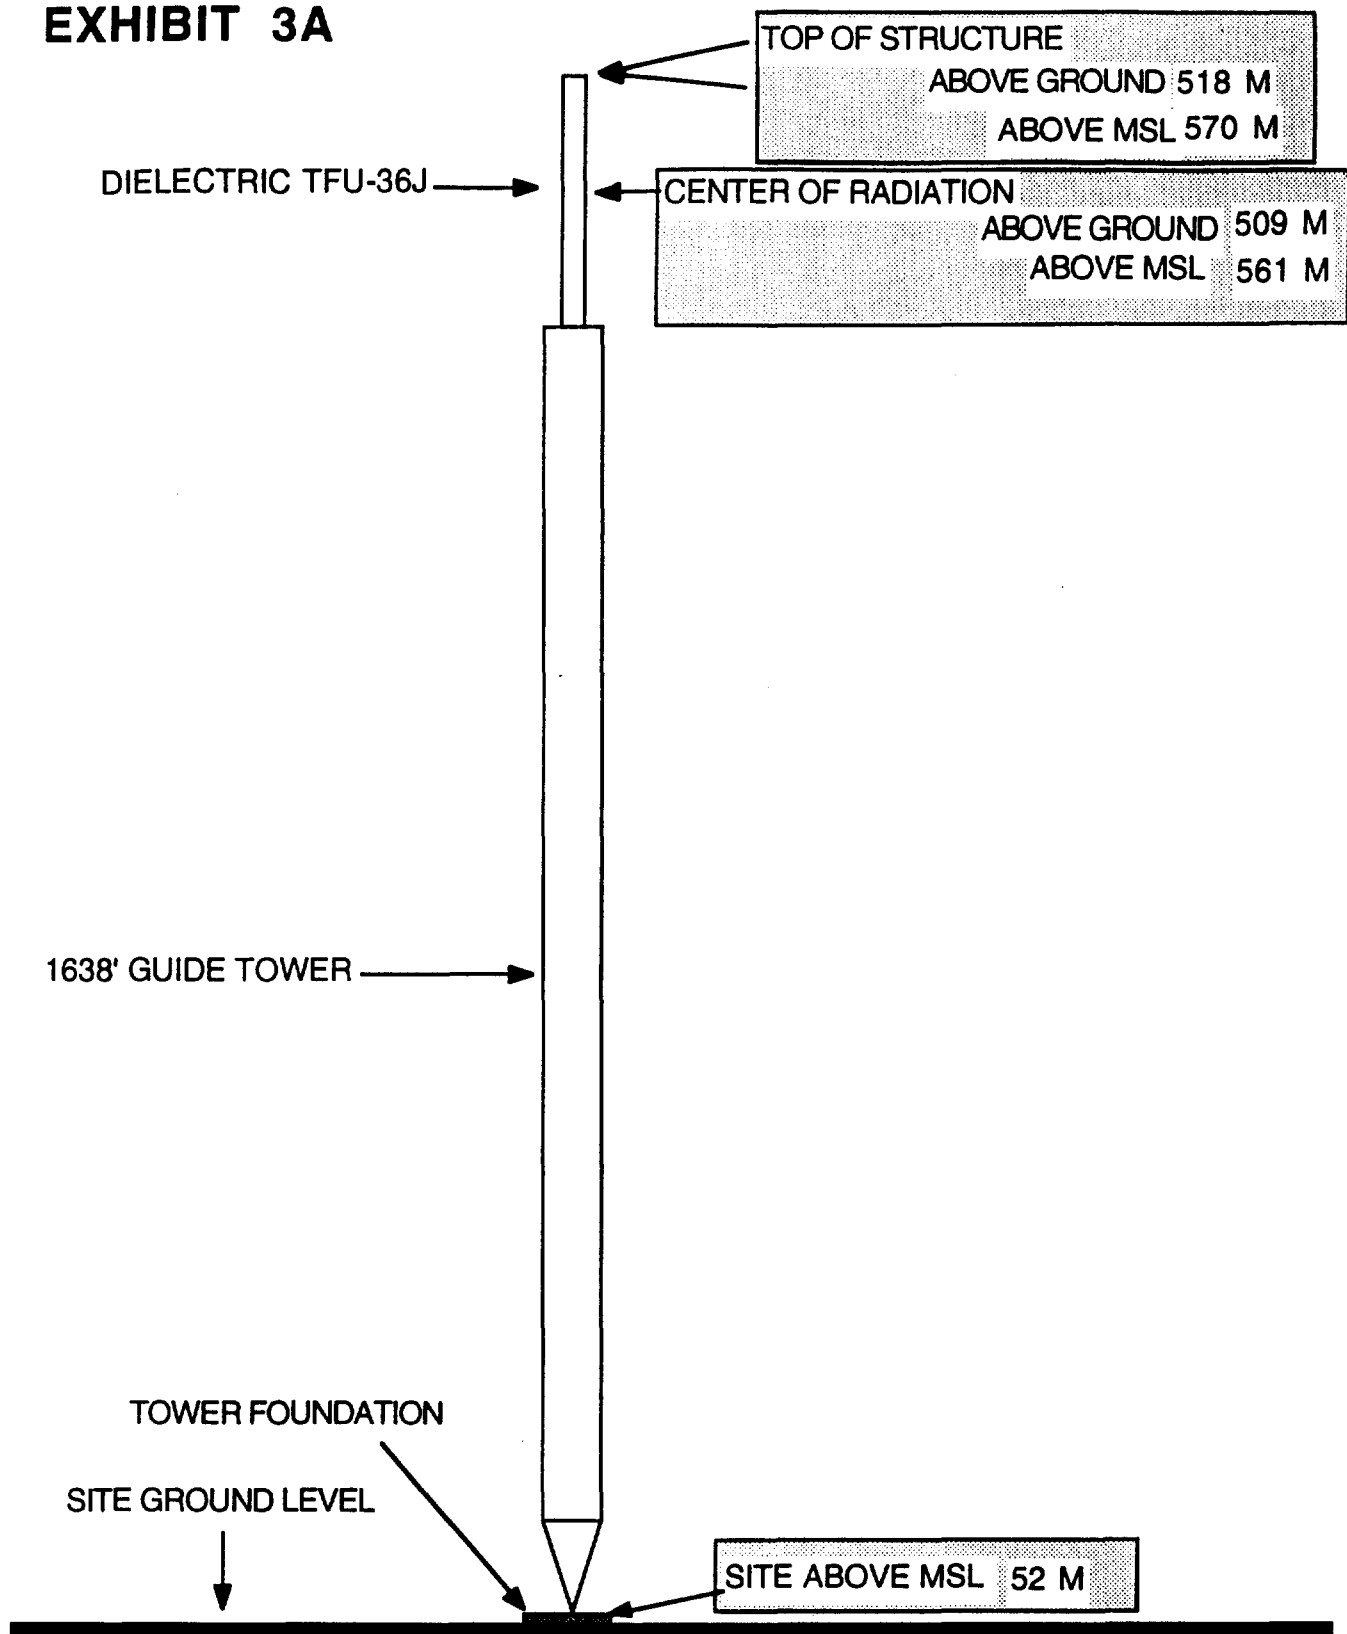 EXHIBIT 3A
TOP OF STRUCTURE
ABOVE GROUND 518 M
ABOVE MSL 570 M
DIELECTRIC TFU-36J
CENTER OF RADIATION
ABOVE GROUND 509 M
ABOVE MSL 561 M
1638' GUIDE TOWER
TOWER FOUNDATION
SITE GROUND LEVEL
SITE ABOVE MSL 52 M